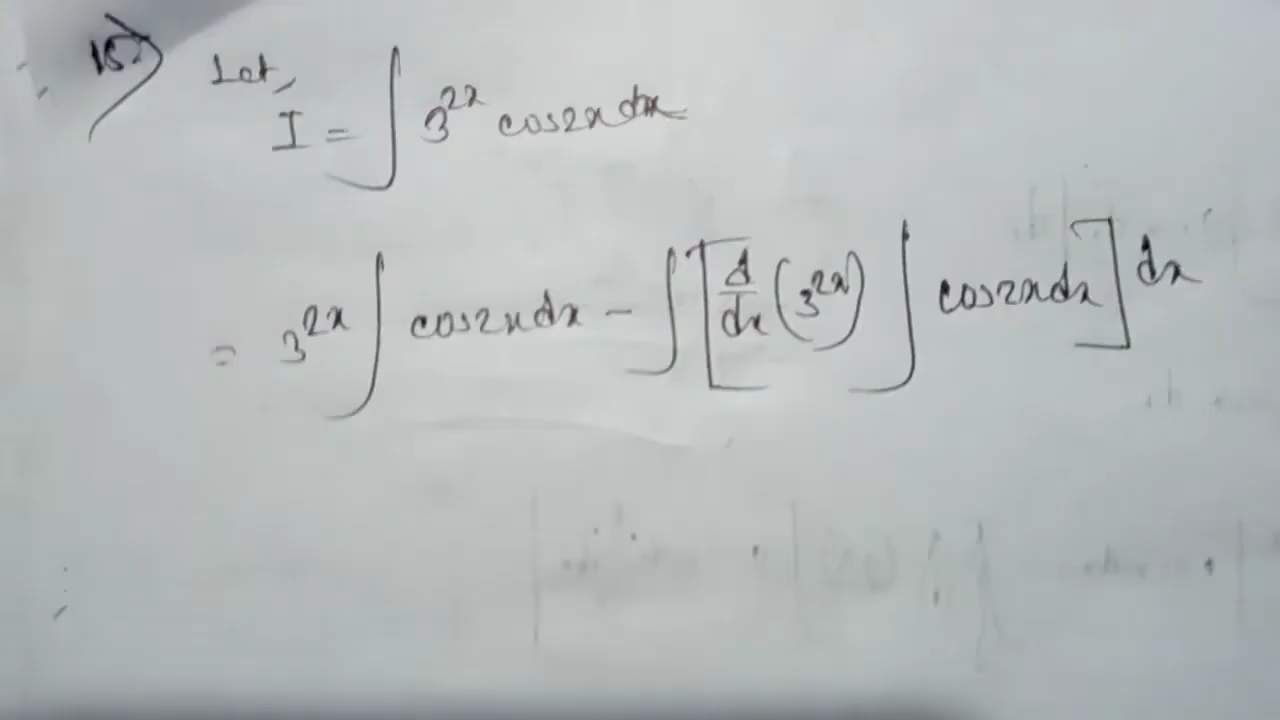 15)
Let,
I = ∫ 3^{2x} cos2x dx
= 3^{2x} ∫ cos2x dx - ∫ [d/dx (3^{2x}) ∫ cos2x dx] dx